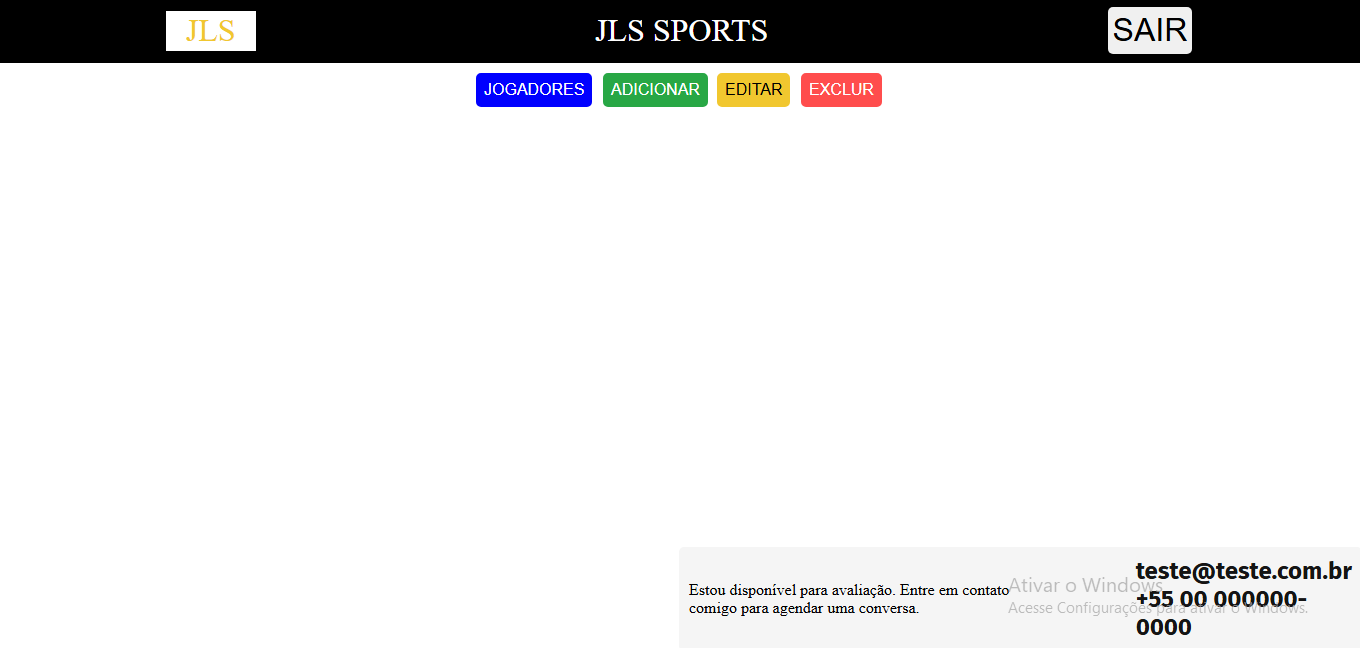 JLS
JLS SPORTS
SAIR
JOGADORES
ADICIONAR
EDITAR
EXCLUR
Estou disponível para avaliação. Entre em contato
comigo para agendar uma conversa.
teste@teste.com.br
+55 00 000000-
0000
Ativar o Windows
Acesse Configurações para ativar o Windows.